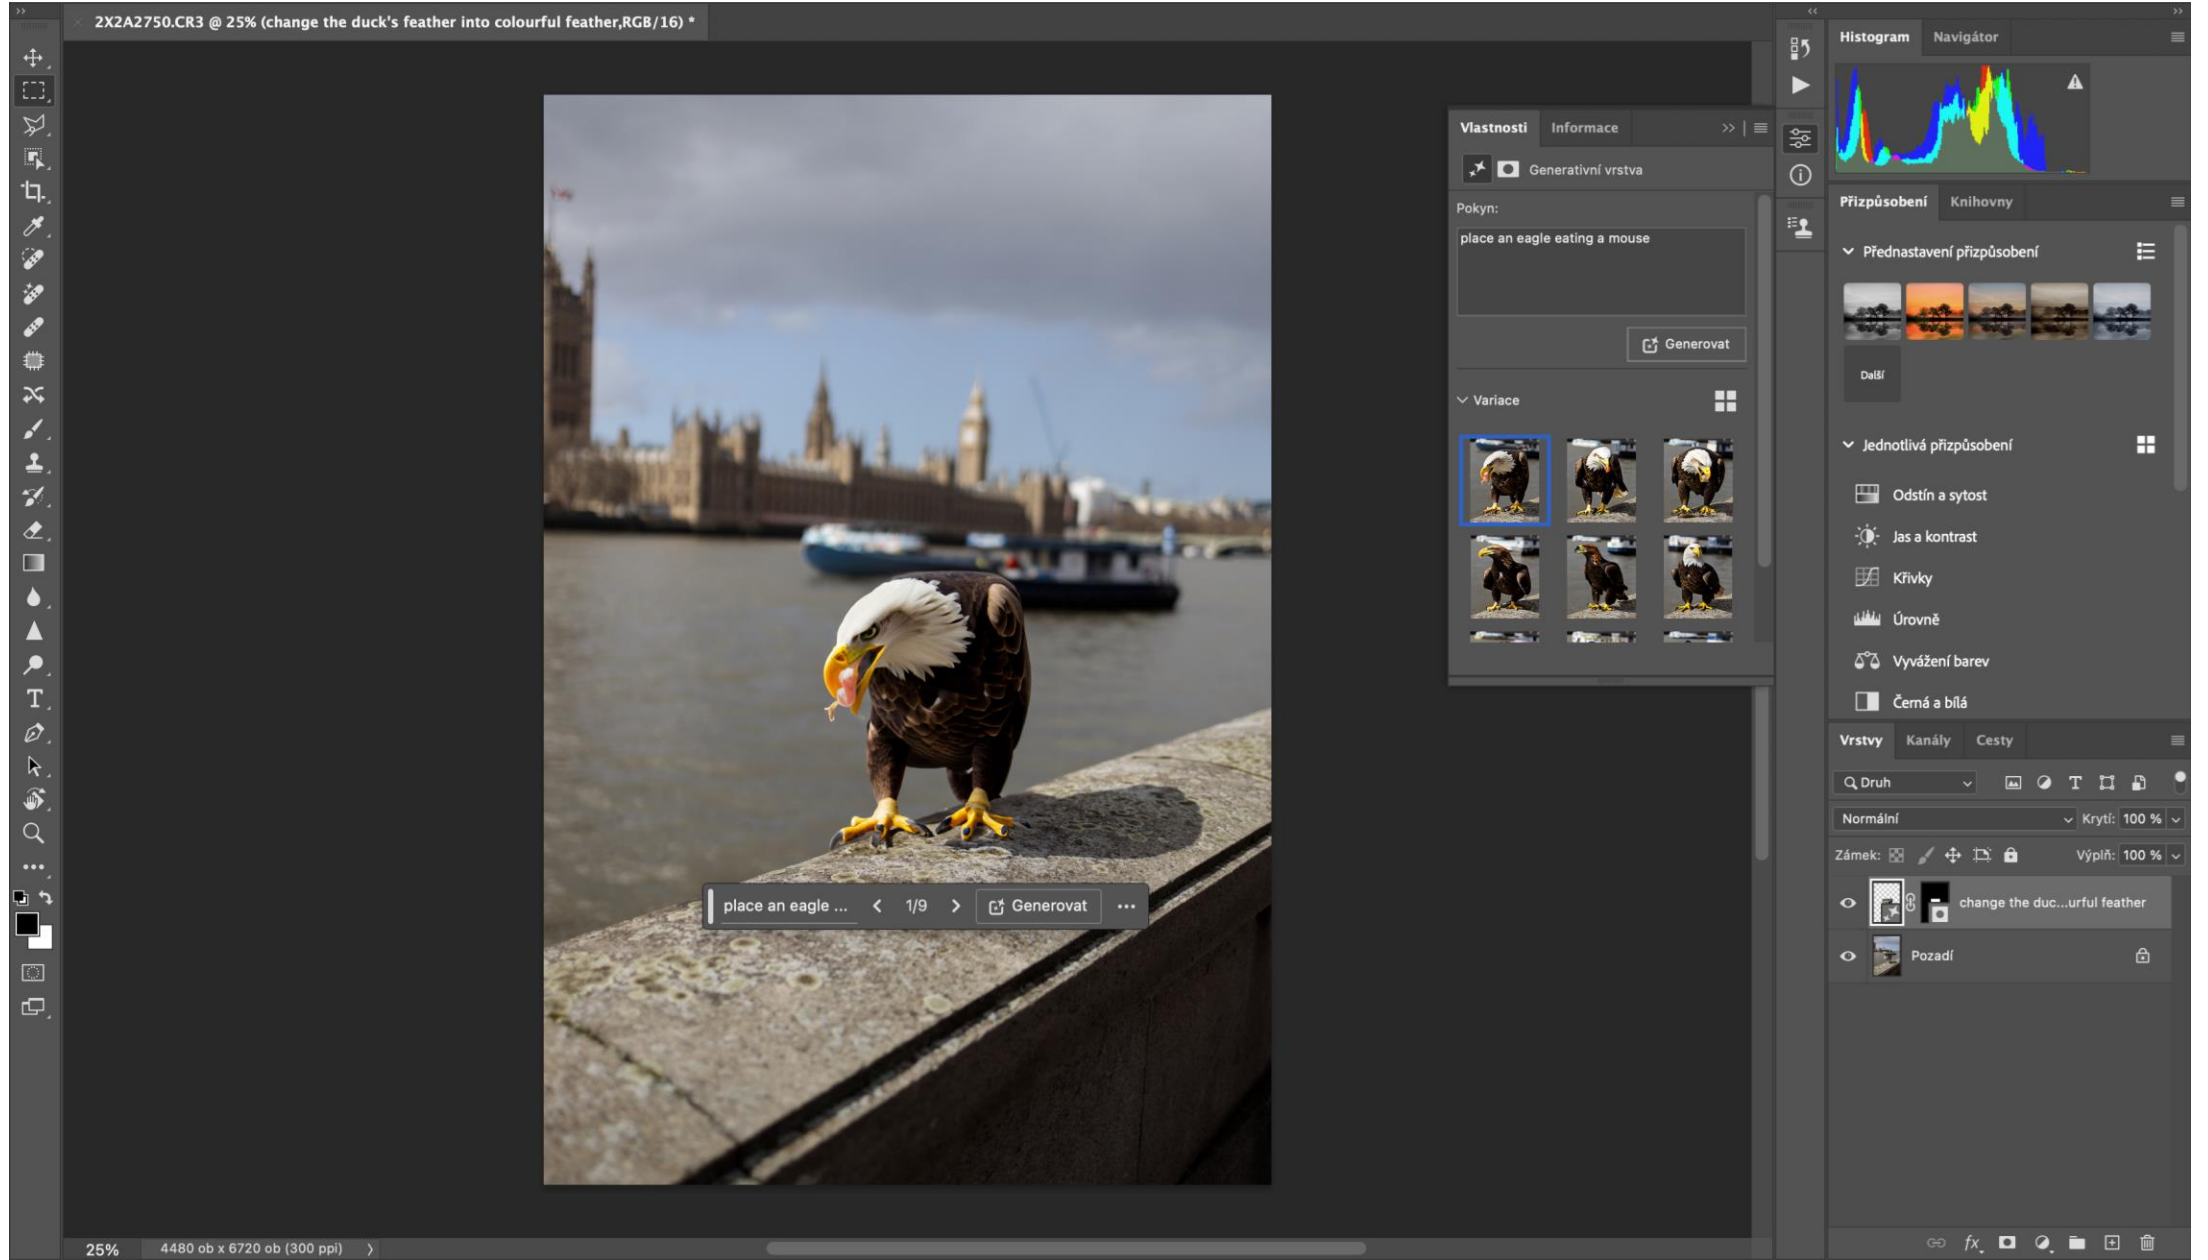 2X2A2750.CR3 @ 25% (change the duck's feather into colourful feather,RGB/16) *
Histogram
Navigátor
Vlastnosti
Informace
Generativní vrstva
Pokyn:
place an eagle eating a mouse
Generovat
Variace
Přizpůsobení
Knihovny
Přednastavení přizpůsobení
Další
Jednotlivá přizpůsobení
Odstín a sytost
Jas a kontrast
Křivky
Úrovně
Vyvážení barev
Černá a bílá
Vrstvy
Kanály
Cesty
Druh
Normální
Krytí: 100 %
Zámek:
Výplň: 100 %
change the duc...urful feather
Pozadí
place an eagle ...
1/9
Generovat
25%
4480 ob x 6720 ob (300 ppi)
fx